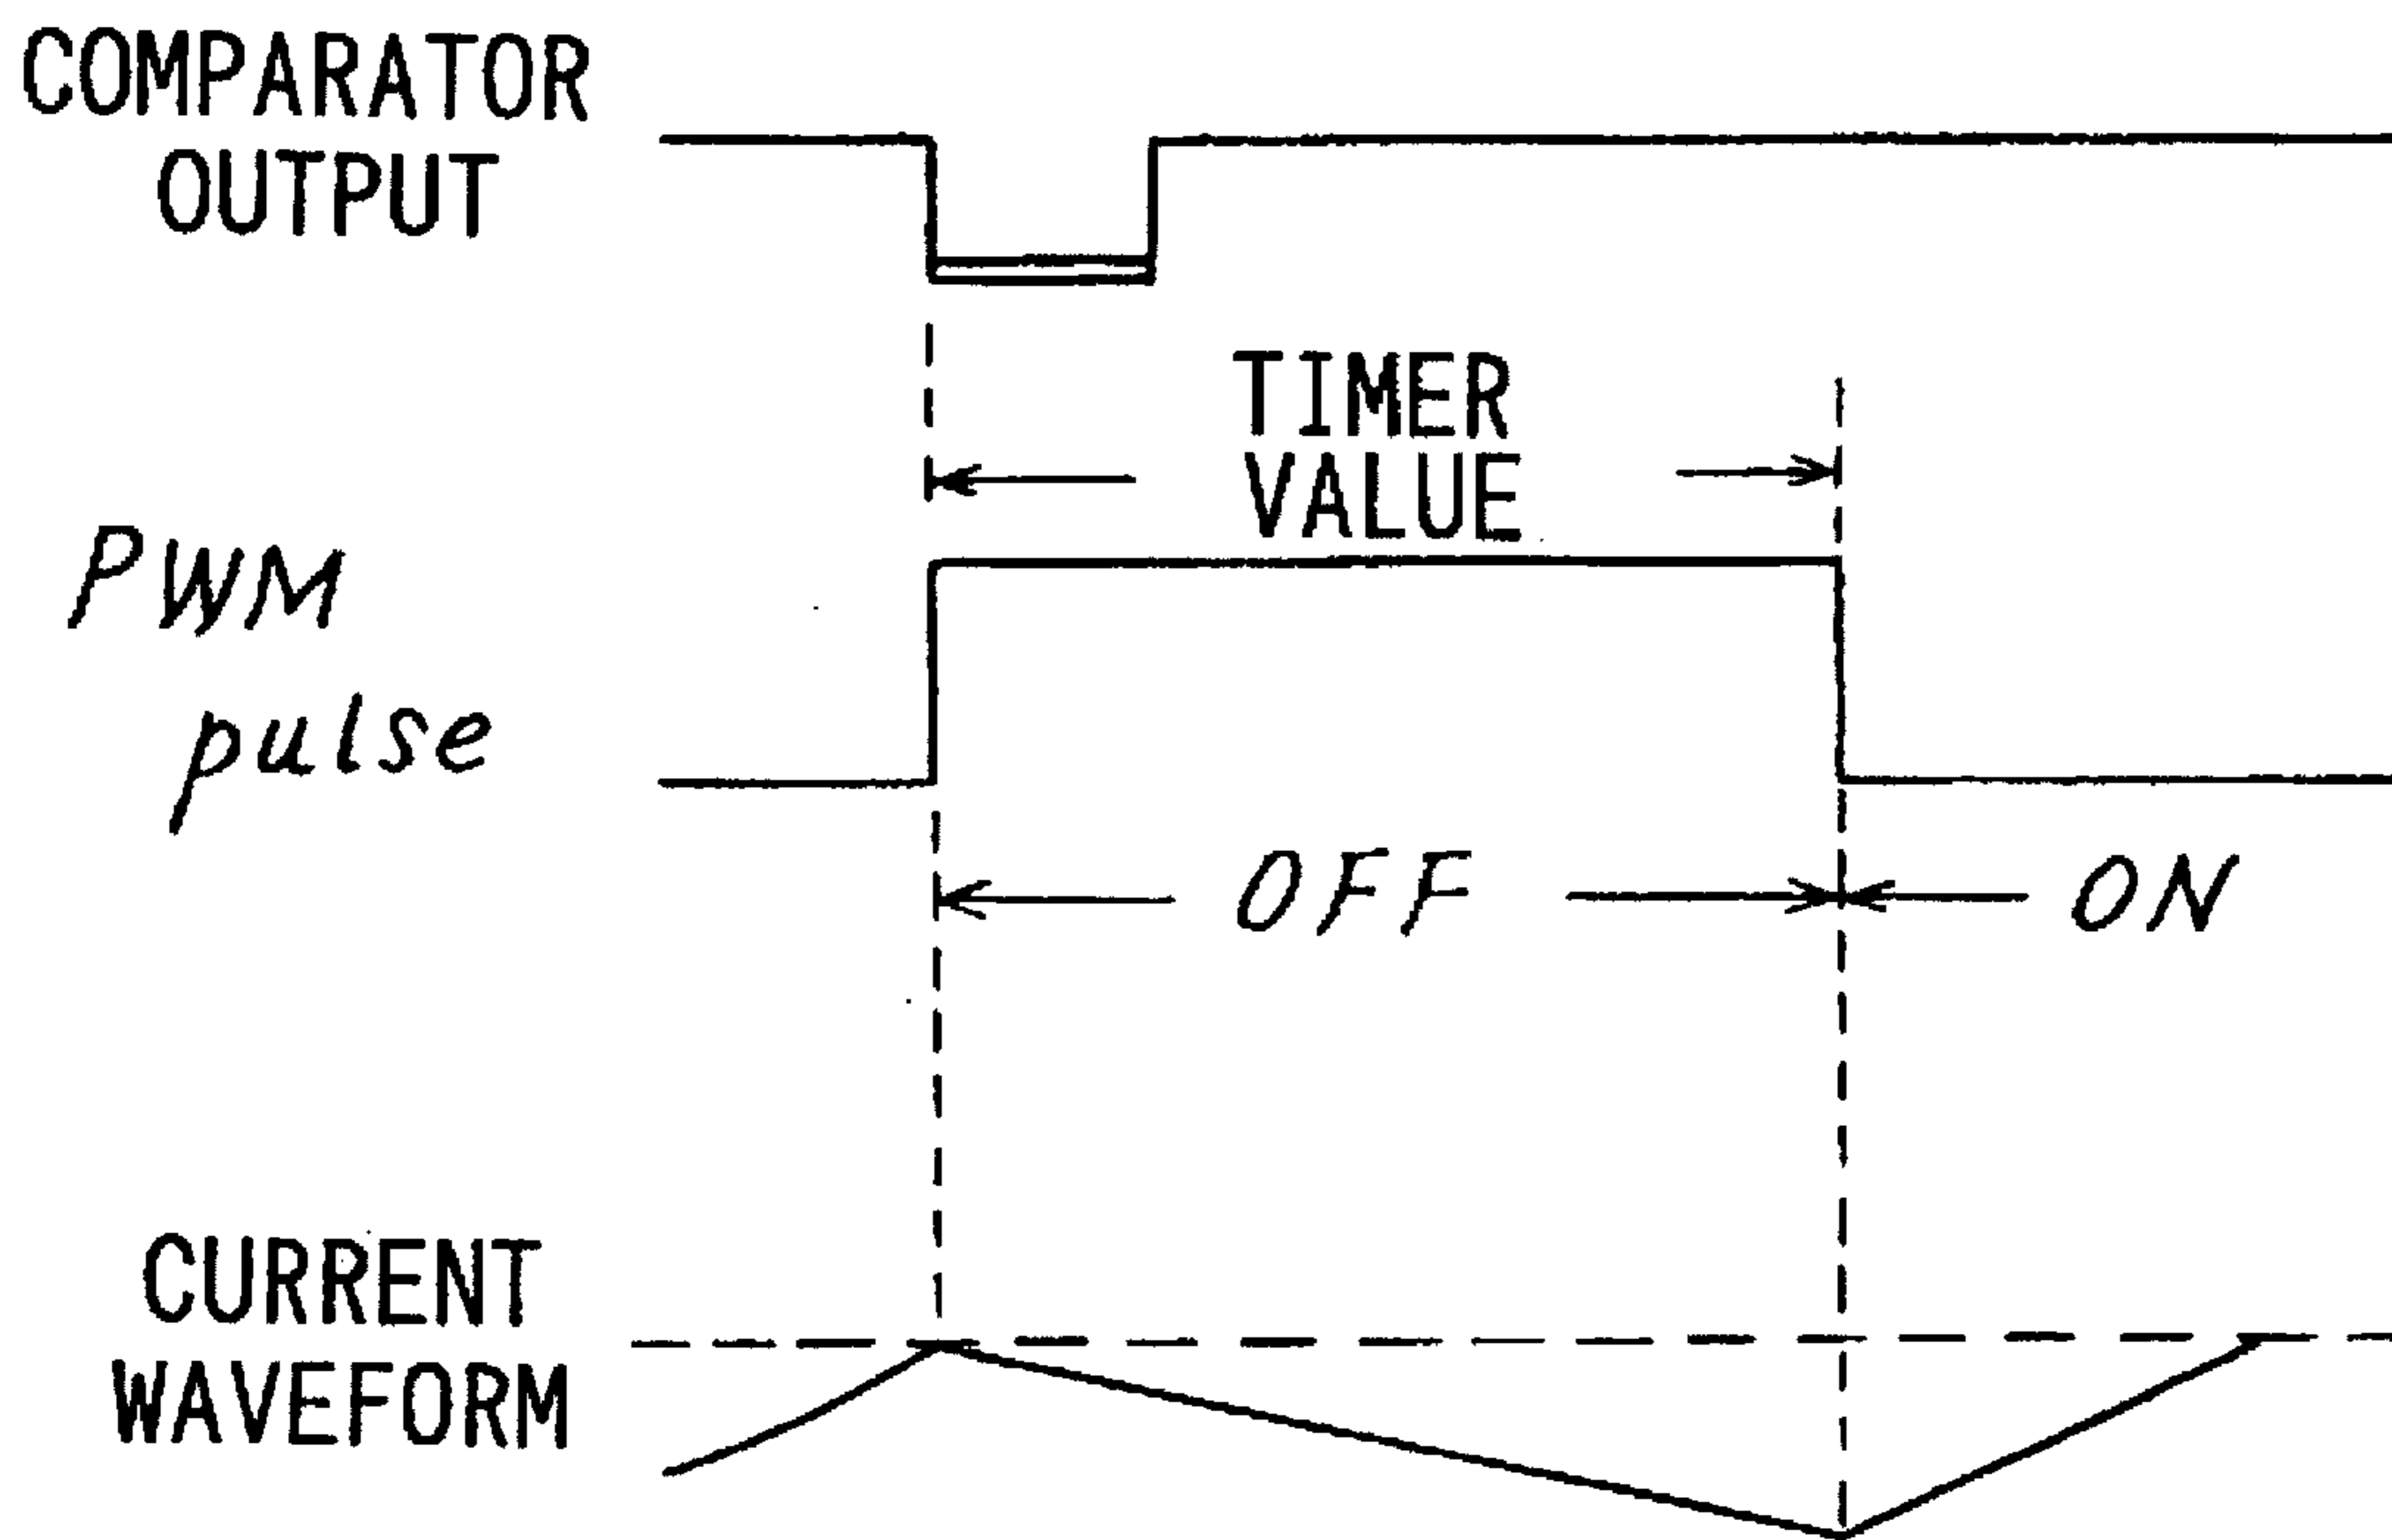 COMPARATOR
OUTPUT
TIMER
VALUE
PWM
pulse
OFF
ON
CURRENT
WAVEFORM